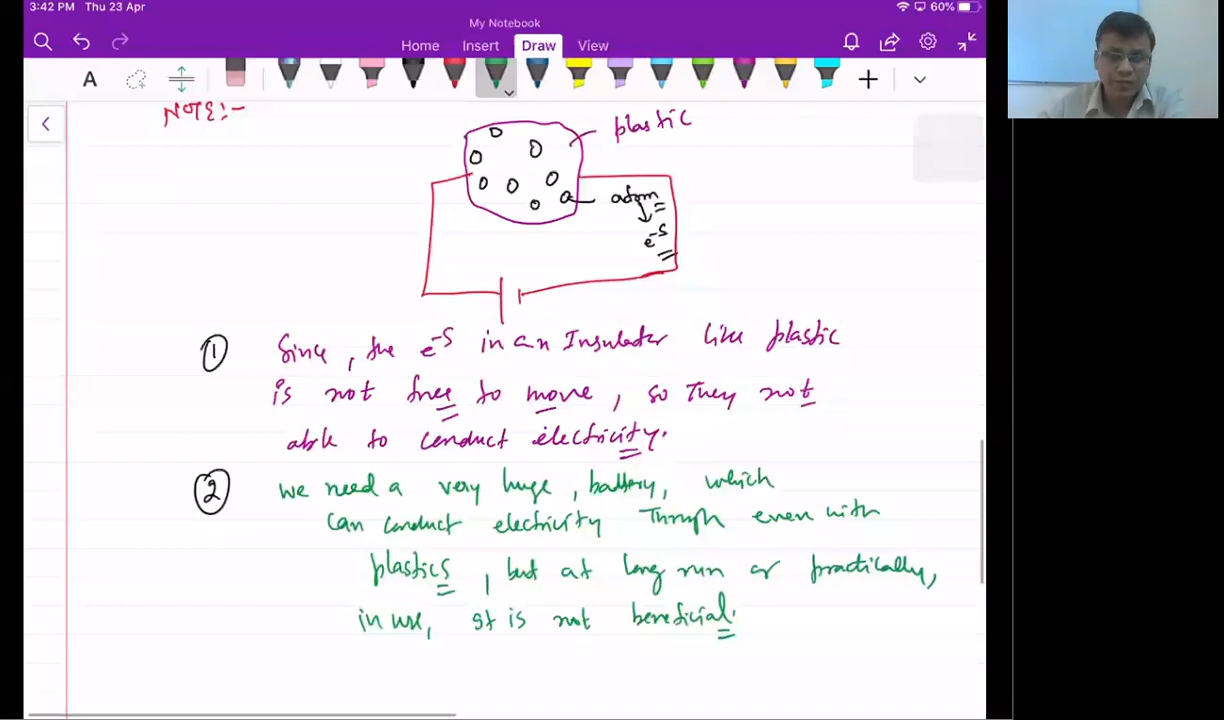 3:42 PM Thu 23 Apr
60%
My Notebook
Home Insert Draw View
A
NOTE:-
plastic
atom
e⁻s
① Since, the e⁻s in an Insulator like plastic
is not free to move, so They not
able to conduct electricity.
② we need a very huge, battery, which
can conduct electricity Through even with
plastics, but at long run or practically,
in use, It is not beneficial.